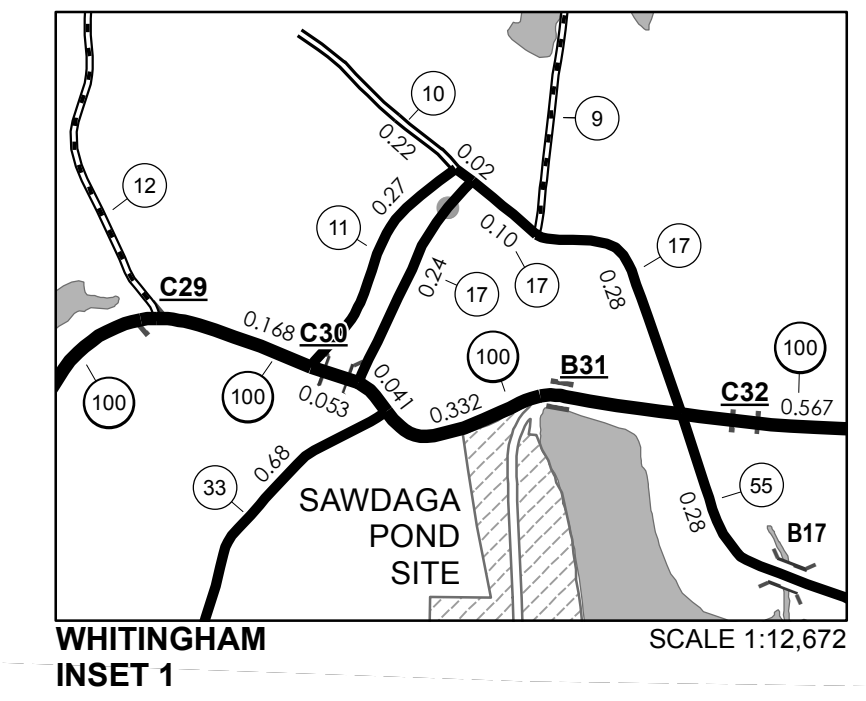 10
0.22
0.02
9
12
0.27
11
0.10
17
17
0.24
17
0.28
C29
0.168
C30
100
B31
100
100
100
0.053
0.041
0.332
C32
0.567
0.68
33
SAWDAGA
POND
SITE
55
0.28
B17
WHITINGHAM
INSET 1
SCALE 1:12,672